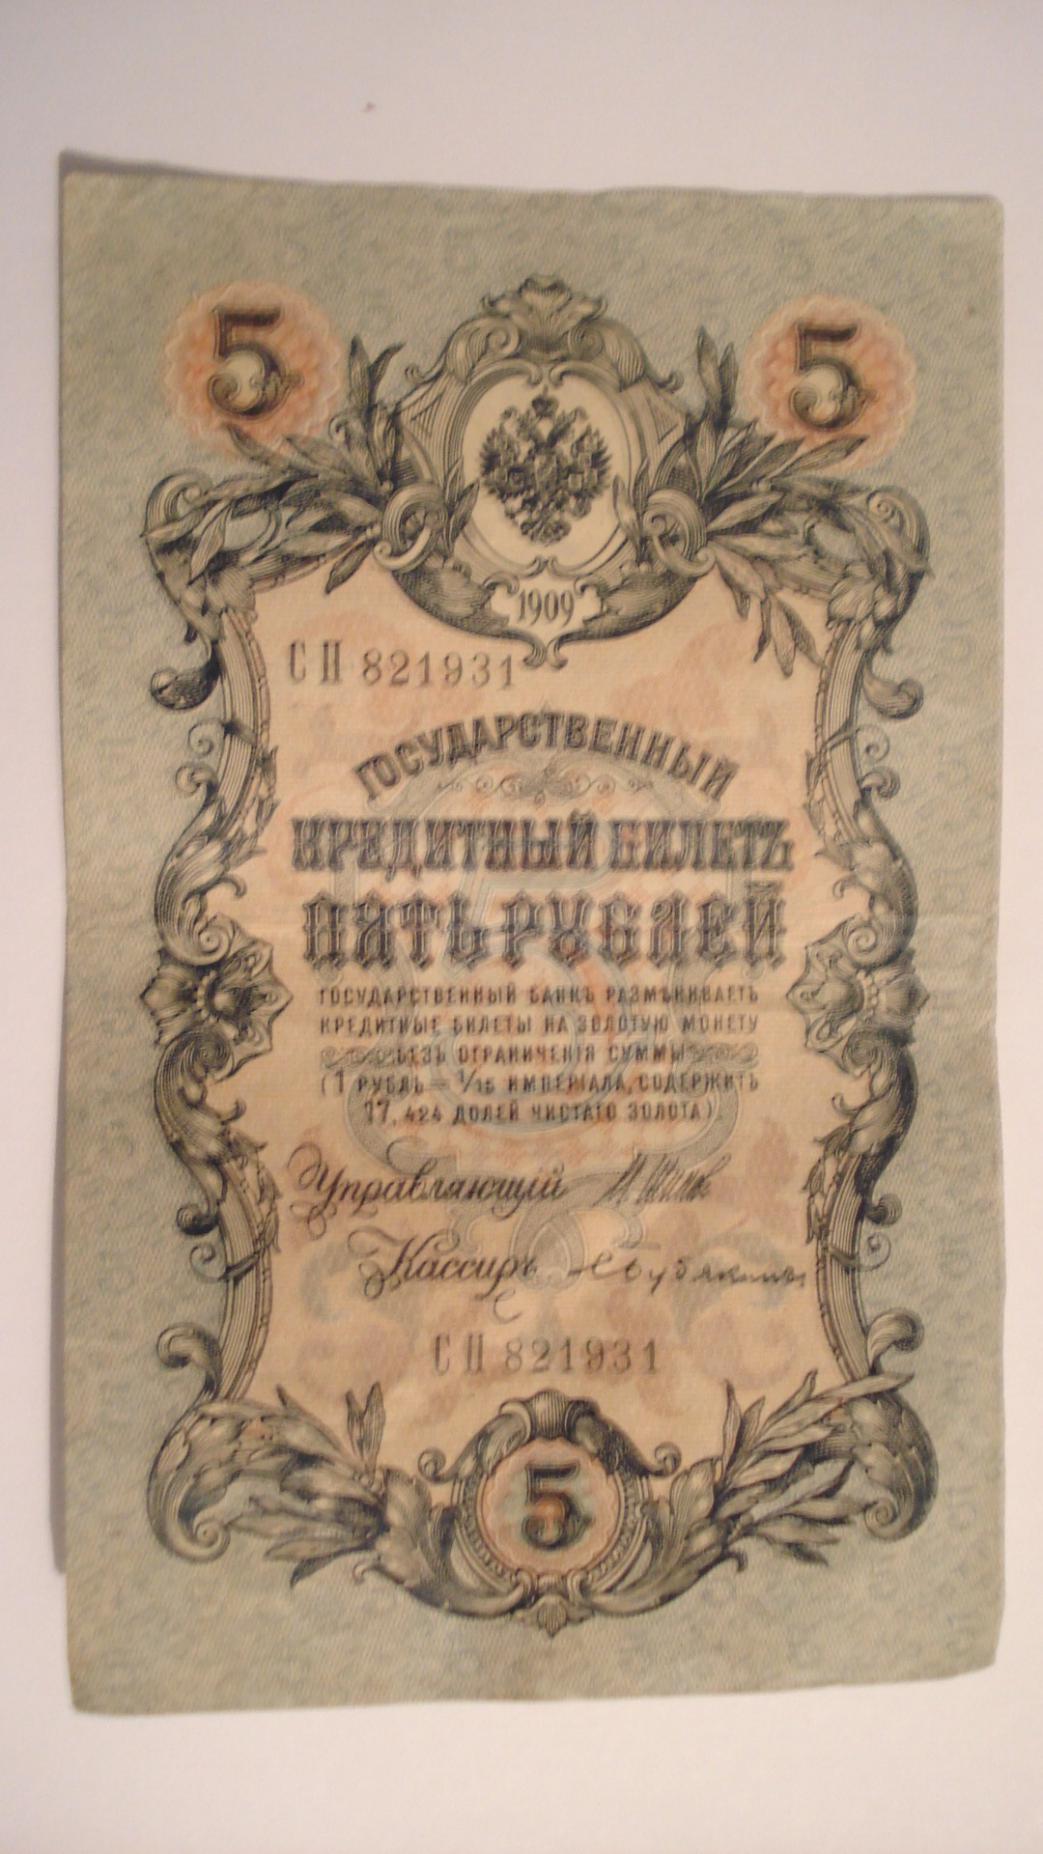 5 5
1909
СП 821931
ГОСУДАРСТВЕННЫЙ
КРЕДИТНЫЙ БИЛЕТЪ
ПЯТЬ РУБЛЕЙ
ГОСУДАРСТВЕННЫЙ БАНКЪ РАЗМѢНИВАЕТЪ
КРЕДИТНЫЕ БИЛЕТЫ НА ЗОЛОТУЮ МОНЕТУ
БЕЗЪ ОГРАНИЧЕНІЯ СУММЫ
(1 РУБЛЬ = 1/15 ИМПЕРІАЛА, СОДЕРЖИТЪ
17,424 ДОЛЕЙ ЧИСТАГО ЗОЛОТА).
Управляющій
Кассиръ
СП 821931
5